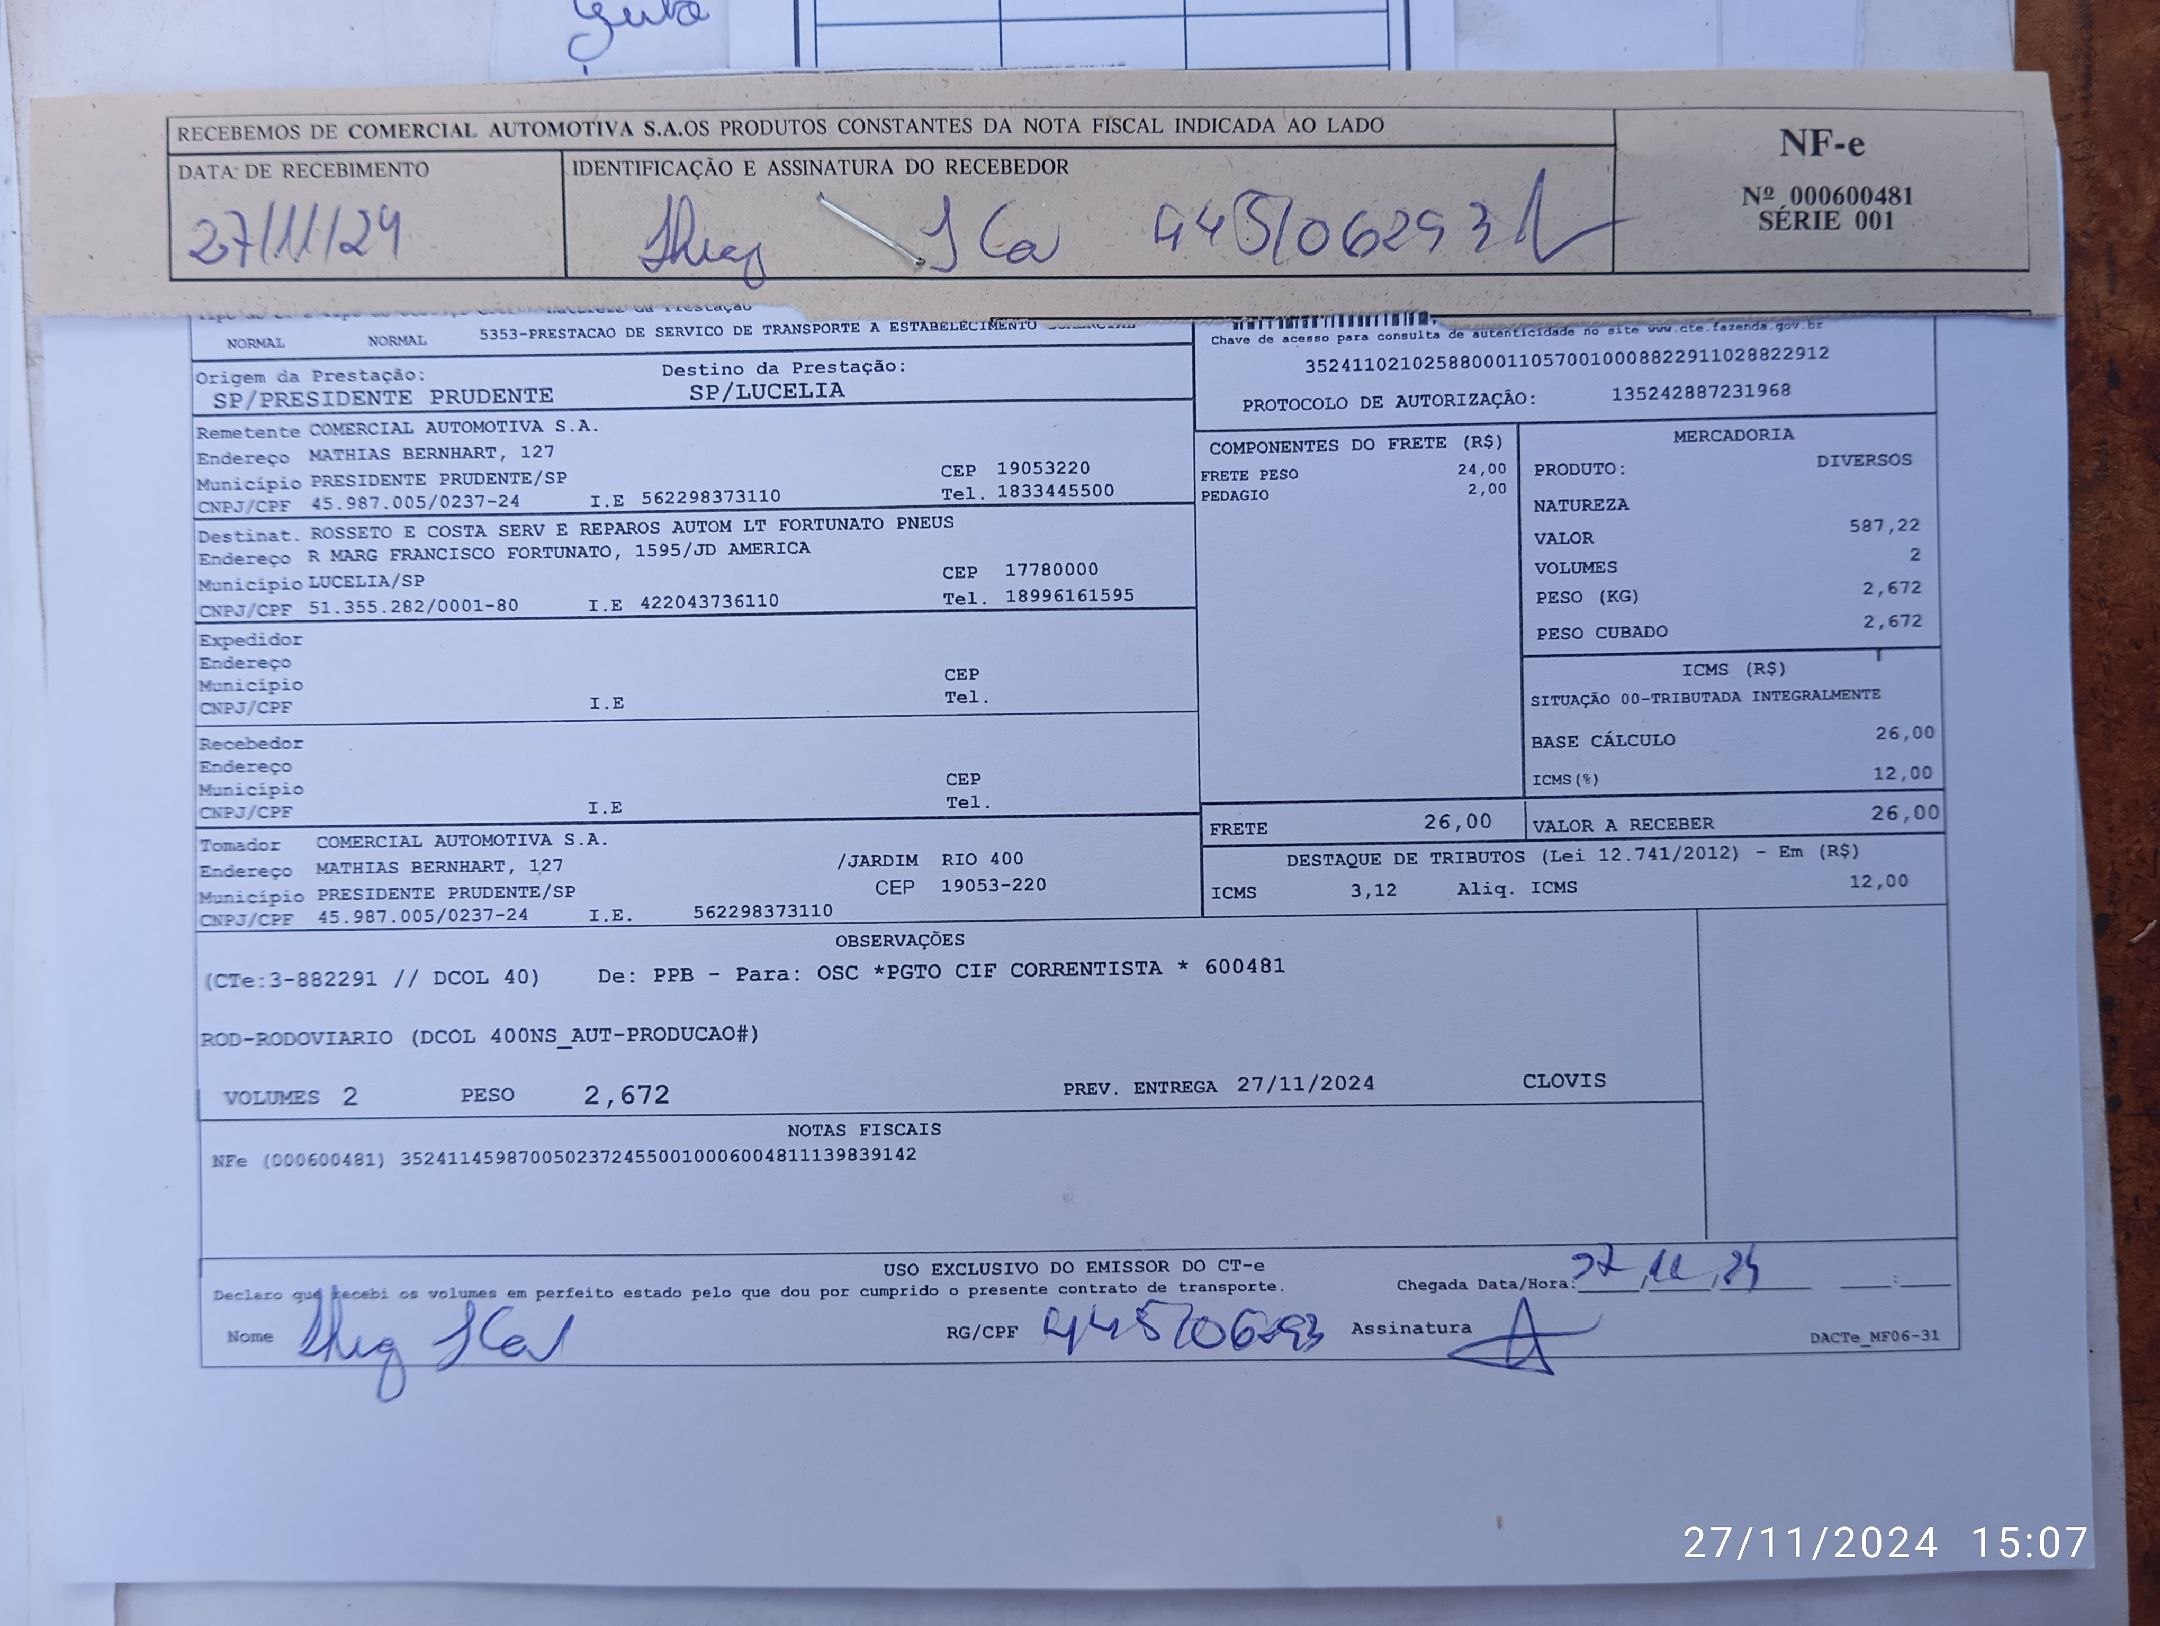 RECEBEMOS DE COMERCIAL AUTOMOTIVA S.A.OS PRODUTOS CONSTANTES DA NOTA FISCAL INDICADA AO LADO
DATA DE RECEBIMENTO
IDENTIFICAÇÃO E ASSINATURA DO RECEBEDOR
27/11/24
NF-e
Nº 000600481
SÉRIE 001
NORMAL NORMAL 5353-PRESTACAO DE SERVICO DE TRANSPORTE A ESTABELECIMENTO
Origem da Prestação: Destino da Prestação:
SP/PRESIDENTE PRUDENTE SP/LUCELIA
Chave de acesso para consulta de autenticidade no site www.cte.fazenda.gov.br
35241102102588000110570010008822911028822912
PROTOCOLO DE AUTORIZAÇÃO: 135242887231968
Remetente COMERCIAL AUTOMOTIVA S.A.
Endereço MATHIAS BERNHART, 127
Município PRESIDENTE PRUDENTE/SP CEP 19053220
CNPJ/CPF 45.987.005/0237-24 I.E 562298373110 Tel. 1833445500
Destinat. ROSSETO E COSTA SERV E REPAROS AUTOM LT FORTUNATO PNEUS
Endereço R MARG FRANCISCO FORTUNATO, 1595/JD AMERICA
Município LUCELIA/SP CEP 17780000
CNPJ/CPF 51.355.282/0001-80 I.E 422043736110 Tel. 18996161595
Expedidor
Endereço
Município CEP
CNPJ/CPF I.E Tel.
Recebedor
Endereço
Município CEP
CNPJ/CPF I.E Tel.
Tomador COMERCIAL AUTOMOTIVA S.A.
Endereço MATHIAS BERNHART, 127 /JARDIM RIO 400
Município PRESIDENTE PRUDENTE/SP CEP 19053-220
CNPJ/CPF 45.987.005/0237-24 I.E. 562298373110
COMPONENTES DO FRETE (R$)
FRETE PESO 24,00
PEDAGIO 2,00
MERCADORIA
PRODUTO: DIVERSOS
NATUREZA
VALOR 587,22
VOLUMES 2
PESO (KG) 2,672
PESO CUBADO 2,672
ICMS (R$)
SITUAÇÃO 00-TRIBUTADA INTEGRALMENTE
BASE CÁLCULO 26,00
ICMS(%) 12,00
FRETE 26,00 VALOR A RECEBER 26,00
DESTAQUE DE TRIBUTOS (Lei 12.741/2012) - Em (R$)
ICMS 3,12 Aliq. ICMS 12,00
OBSERVAÇÕES
(CTe:3-882291 // DCOL 40) De: PPB - Para: OSC *PGTO CIF CORRENTISTA * 600481
ROD-RODOVIARIO (DCOL 400NS_AUT-PRODUCAO#)
VOLUMES 2 PESO 2,672 PREV. ENTREGA 27/11/2024 CLOVIS
NOTAS FISCAIS
NFe (000600481) 35241145987005023724550010006004811139839142
USO EXCLUSIVO DO EMISSOR DO CT-e
Declaro que recebi os volumes em perfeito estado pelo que dou por cumprido o presente contrato de transporte.
Chegada Data/Hora: 27/11/24 :
Nome RG/CPF Assinatura
DACTe_MF06-31
27/11/2024 15:07